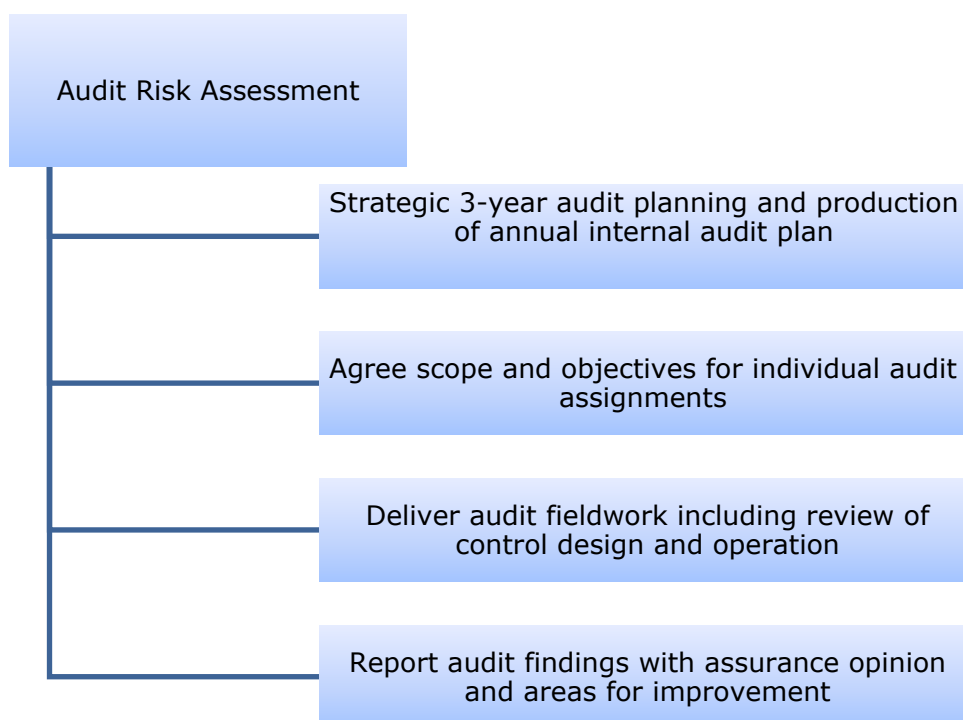 Audit Risk Assessment
Strategic 3-year audit planning and production
of annual internal audit plan
Agree scope and objectives for individual audit
assignments
Deliver audit fieldwork including review of
control design and operation
Report audit findings with assurance opinion
and areas for improvement